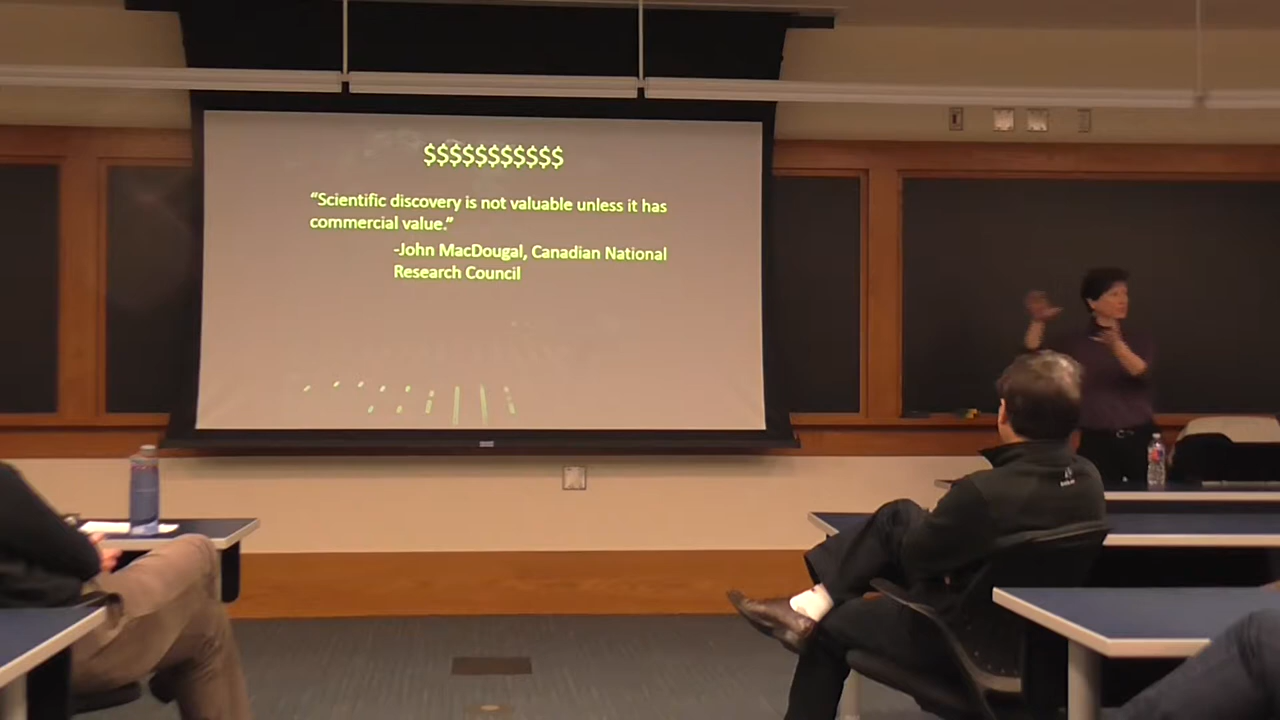 $$$$$$$$$$$
“Scientific discovery is not valuable unless it has
commercial value.”
-John MacDougal, Canadian National
Research Council